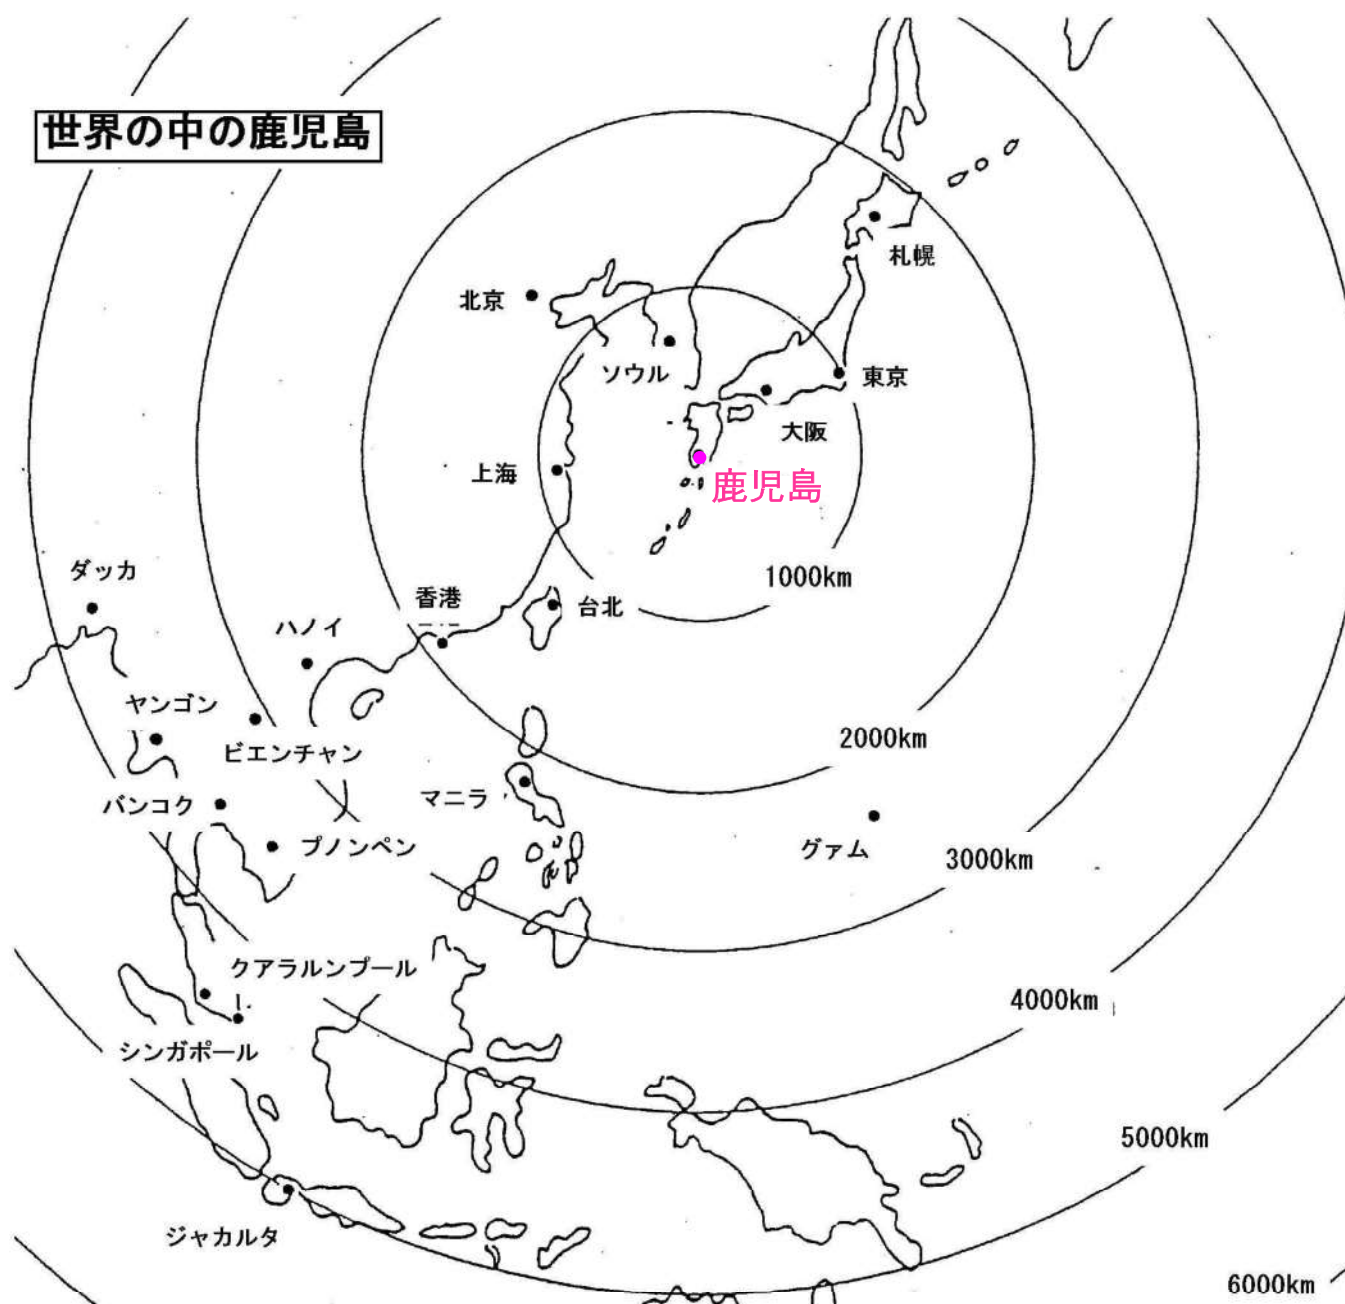 世界の中の鹿児島
札幌
北京
ソウル
東京
大阪
上海
鹿児島
ダッカ
1000km
香港
台北
ハノイ
ヤンゴン
ビエンチャン
2000km
バンコク
マニラ
プノンペン
グァム
3000km
クアラルンプール
4000km
シンガポール
5000km
ジャカルタ
6000km